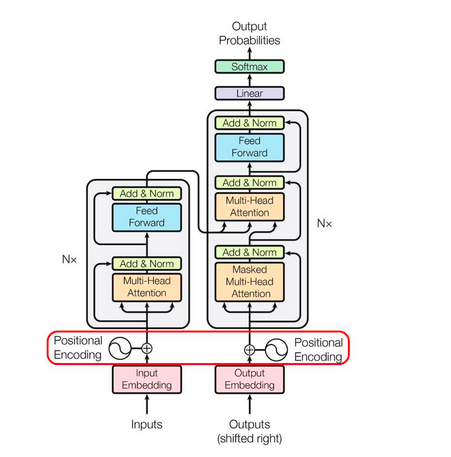 Output
Probabilities
Softmax
Linear
Add & Norm
Feed
Forward
Add & Norm
Multi-Head
Attention
Add & Norm
Masked
Multi-Head
Attention
N×
Add & Norm
Feed
Forward
Add & Norm
Multi-Head
Attention
N×
Positional
Encoding
Positional
Encoding
Input
Embedding
Output
Embedding
Inputs
Outputs
(shifted right)